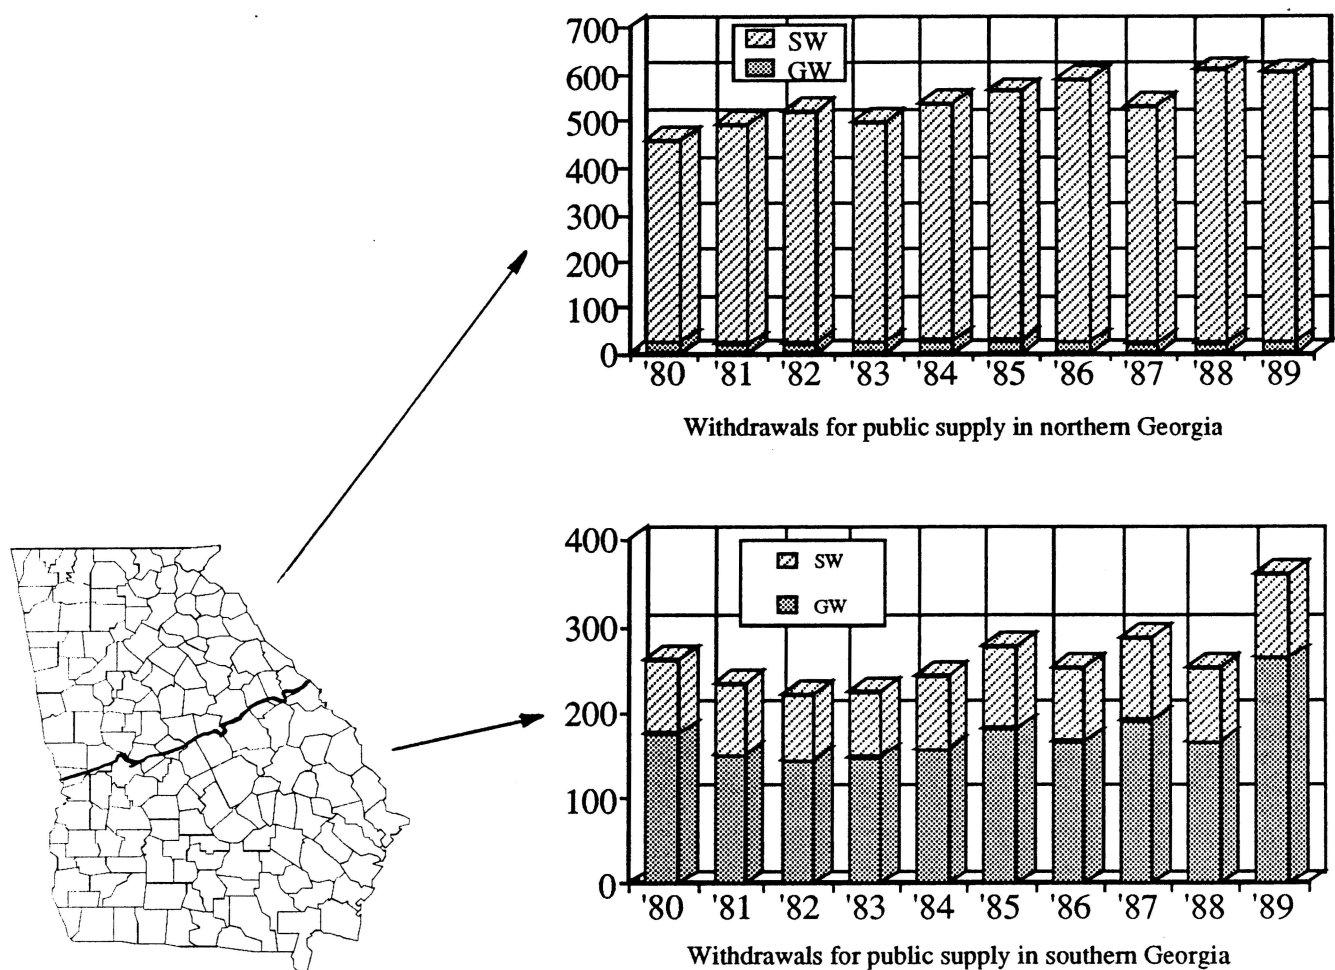 700
600
500
400
300
200
100
0
SW
GW
'80 '81 '82 '83 '84 '85 '86 '87 '88 '89
Withdrawals for public supply in northern Georgia
400
300
200
100
0
SW
GW
'80 '81 '82 '83 '84 '85 '86 '87 '88 '89
Withdrawals for public supply in southern Georgia